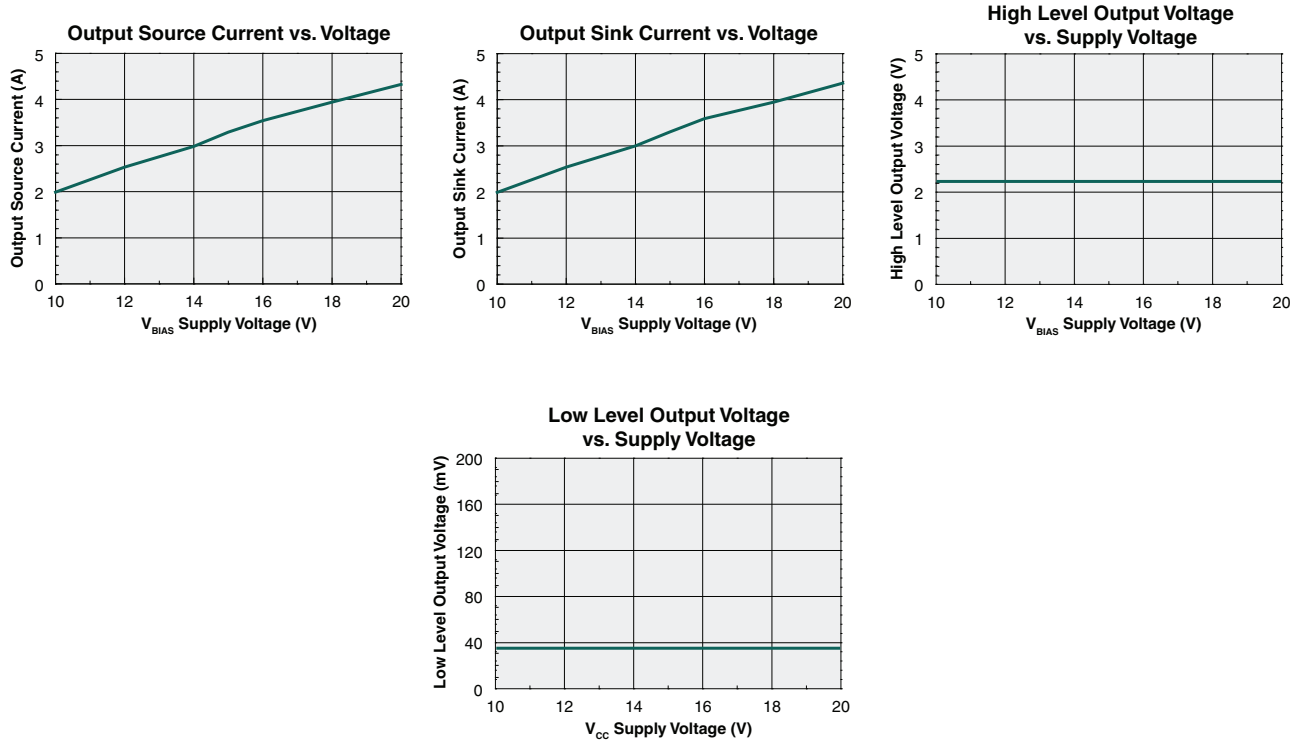 Output Source Current vs. Voltage
Output Source Current (A)
5
4
3
2
1
0
10 12 14 16 18 20
VBIAS Supply Voltage (V)
Output Sink Current vs. Voltage
Output Sink Current (A)
5
4
3
2
1
0
10 12 14 16 18 20
VBIAS Supply Voltage (V)
High Level Output Voltage
vs. Supply Voltage
High Level Output Voltage (V)
5
4
3
2
1
0
10 12 14 16 18 20
VBIAS Supply Voltage (V)
Low Level Output Voltage
vs. Supply Voltage
Low Level Output Voltage (mV)
200
160
120
80
40
0
10 12 14 16 18 20
VCC Supply Voltage (V)